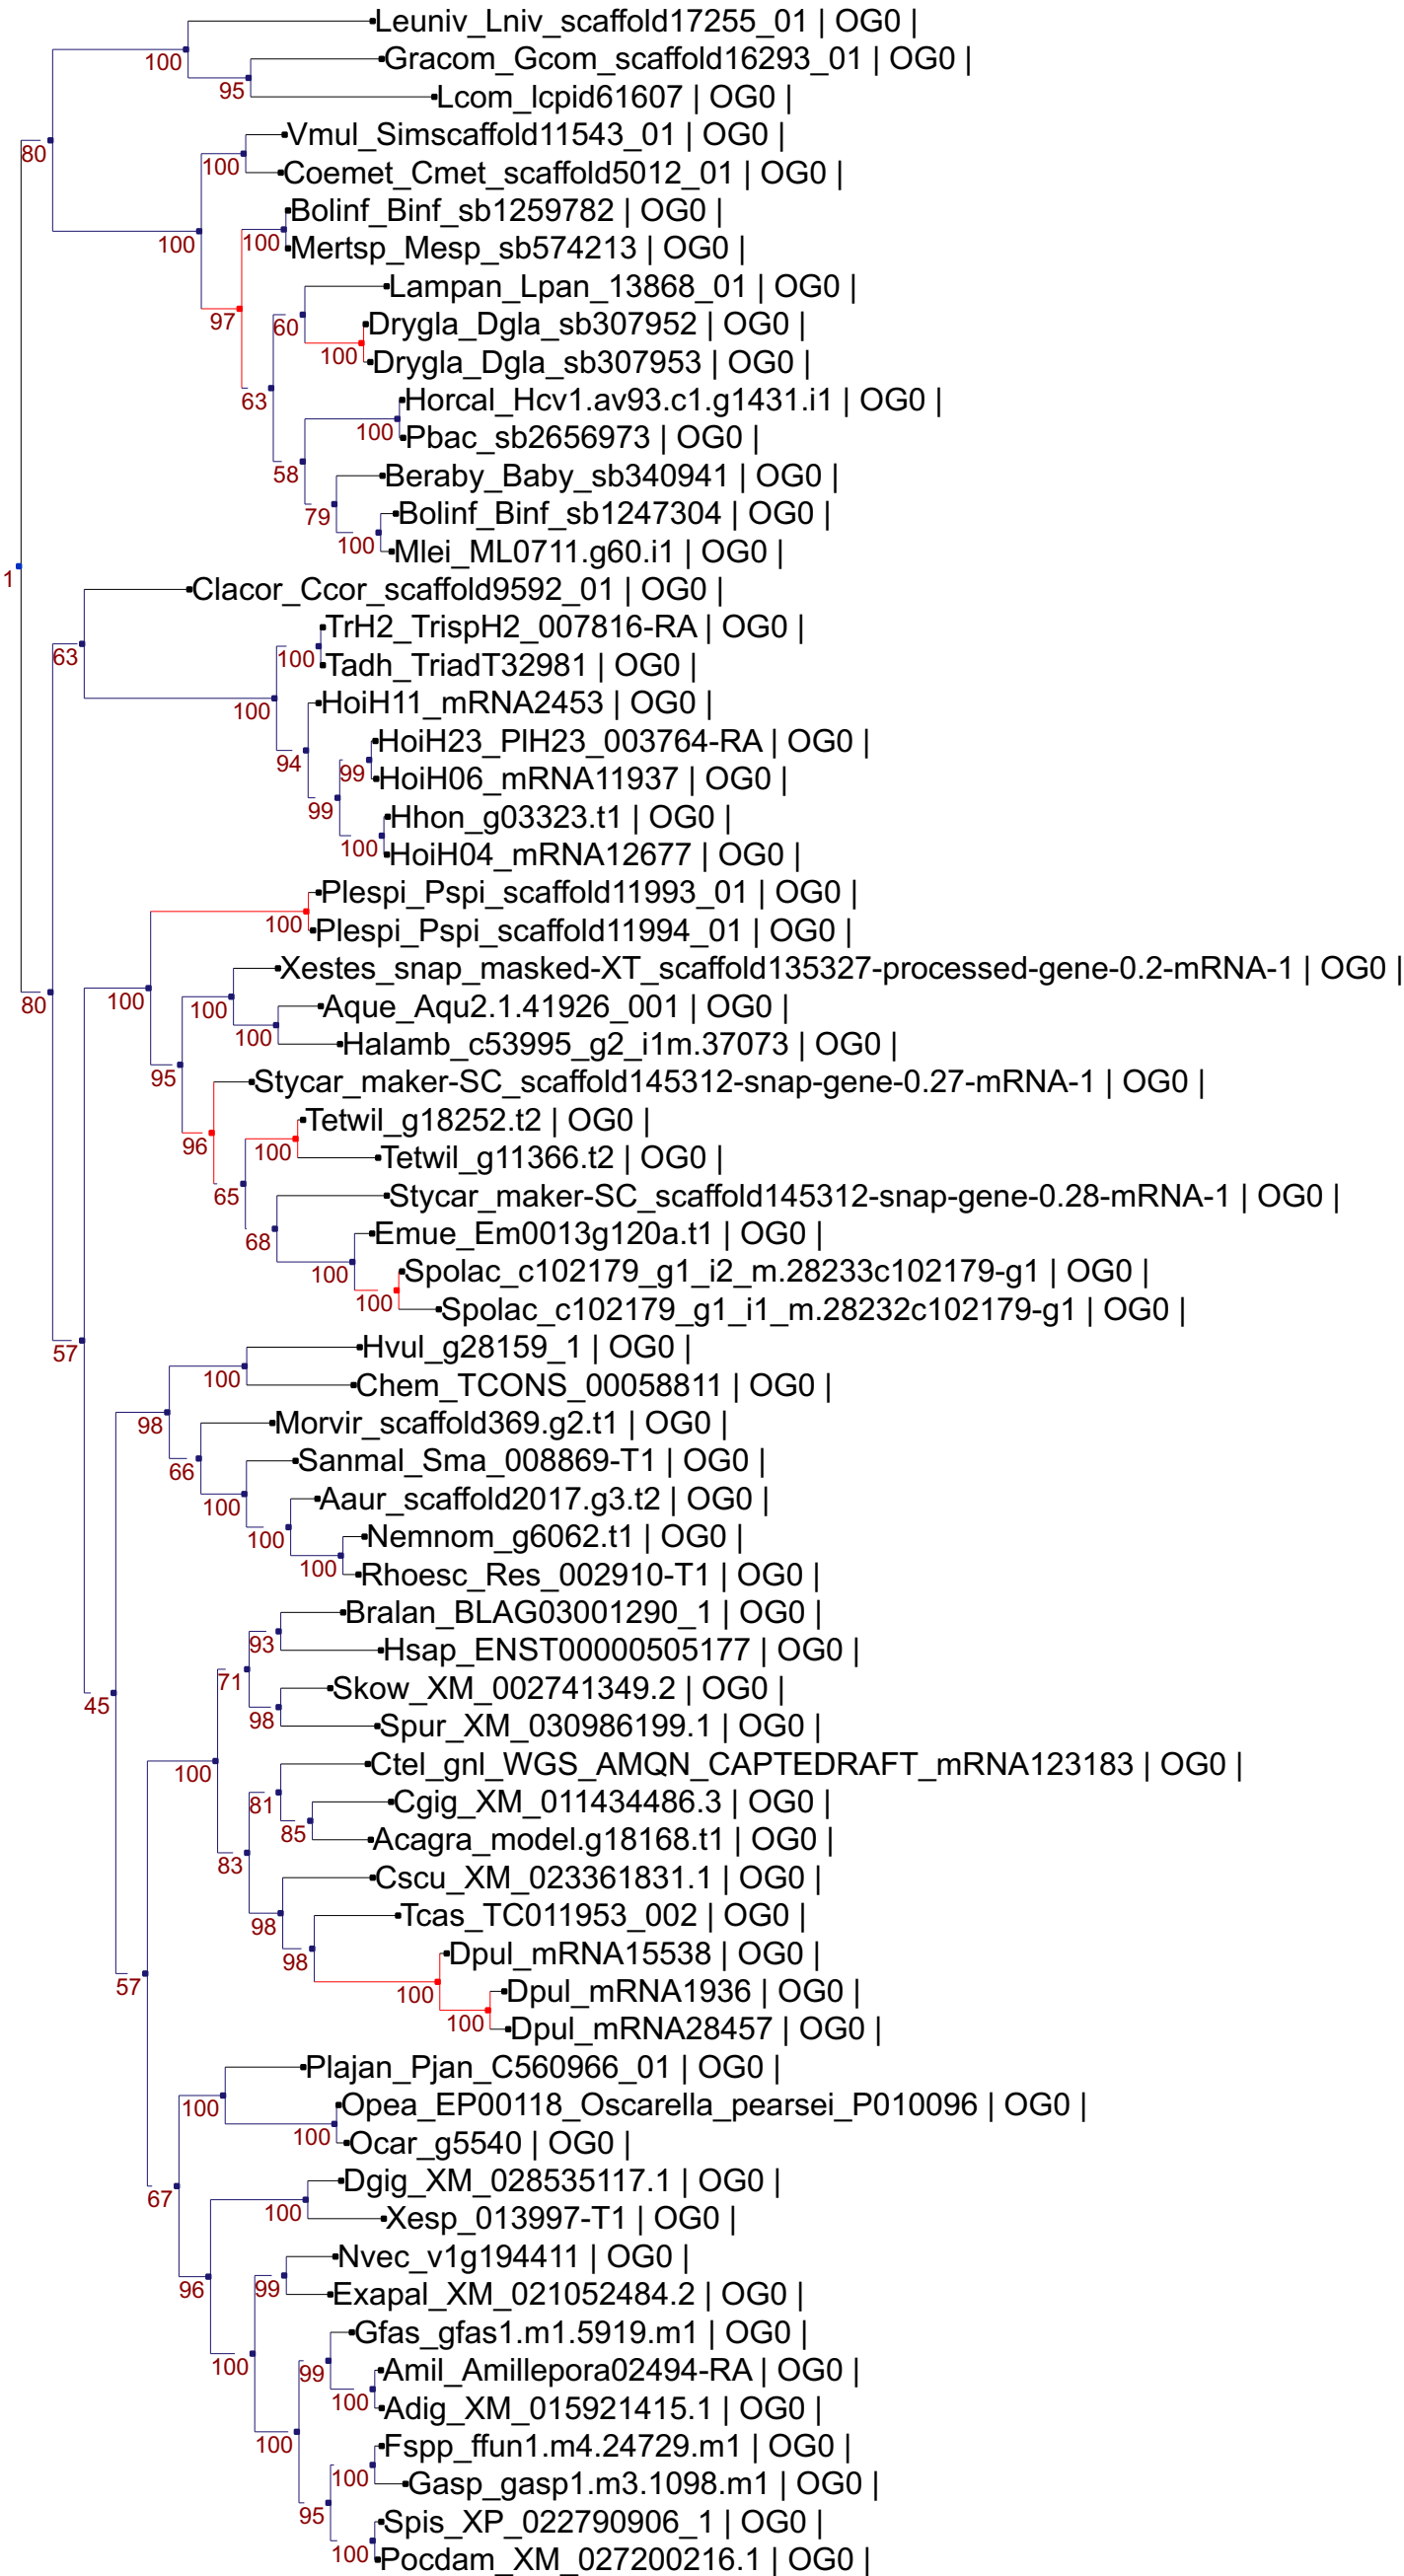 Leuniv_Lniv_scaffold17255_01 | OG0 |
100
Gracom_Gcom_scaffold16293_01 | OG0 |
95
Lcom_lcpid61607 | OG0 |
80
Vmul_Simscaffold11543_01 | OG0 |
100
Coemet_Cmet_scaffold5012_01 | OG0 |
Bolinf_Binf_sb1259782 | OG0 |
100
100
Mertsp_Mesp_sb574213 | OG0 |
Lampan_Lpan_13868_01 | OG0 |
97
60
Drygla_Dgla_sb307952 | OG0 |
100
Drygla_Dgla_sb307953 | OG0 |
63
Horcal_Hcv1.av93.c1.g1431.i1 | OG0 |
100
Pbac_sb2656973 | OG0 |
58
Beraby_Baby_sb340941 | OG0 |
79
Bolinf_Binf_sb1247304 | OG0 |
100
Mlei_ML0711.g60.i1 | OG0 |
1
Clacor_Ccor_scaffold9592_01 | OG0 |
TrH2_TrispH2_007816-RA | OG0 |
63
100
Tadh_TriadT32981 | OG0 |
100
HoiH11_mRNA2453 | OG0 |
HoiH23_PlH23_003764-RA | OG0 |
94
99
HoiH06_mRNA11937 | OG0 |
99
Hhon_g03323.t1 | OG0 |
100
HoiH04_mRNA12677 | OG0 |
Plespi_Pspi_scaffold11993_01 | OG0 |
100
Plespi_Pspi_scaffold11994_01 | OG0 |
Xestes_snap_masked-XT_scaffold135327-processed-gene-0.2-mRNA-1 | OG0 |
80
100
100
Aque_Aqu2.1.41926_001 | OG0 |
100
Halamb_c53995_g2_i1m.37073 | OG0 |
95
Stycar_maker-SC_scaffold145312-snap-gene-0.27-mRNA-1 | OG0 |
Tetwil_g18252.t2 | OG0 |
96
100
Tetwil_g11366.t2 | OG0 |
65
Stycar_maker-SC_scaffold145312-snap-gene-0.28-mRNA-1 | OG0 |
Emue_Em0013g120a.t1 | OG0 |
68
100
Spolac_c102179_g1_i2_m.28233c102179-g1 | OG0 |
100
Spolac_c102179_g1_i1_m.28232c102179-g1 | OG0 |
57
Hvul_g28159_1 | OG0 |
100
Chem_TCONS_00058811 | OG0 |
98
Morvir_scaffold369.g2.t1 | OG0 |
66
Sanmal_Sma_008869-T1 | OG0 |
100
Aaur_scaffold2017.g3.t2 | OG0 |
100
Nemnom_g6062.t1 | OG0 |
100
Rhoesc_Res_002910-T1 | OG0 |
Bralan_BLAG03001290_1 | OG0 |
93
Hsap_ENST00000505177 | OG0 |
71
Skow_XM_002741349.2 | OG0 |
45
98
Spur_XM_030986199.1 | OG0 |
Ctel_gnl_WGS_AMQN_CAPTEDRAFT_mRNA123183 | OG0 |
100
81
Cgig_XM_011434486.3 | OG0 |
85
Acagra_model.g18168.t1 | OG0 |
83
Cscu_XM_023361831.1 | OG0 |
98
Tcas_TC011953_002 | OG0 |
98
Dpul_mRNA15538 | OG0 |
57
100
Dpul_mRNA1936 | OG0 |
100
Dpul_mRNA28457 | OG0 |
Plajan_Pjan_C560966_01 | OG0 |
100
Opea_EP00118_Oscarella_pearsei_P010096 | OG0 |
100
Ocar_g5540 | OG0 |
Dgig_XM_028535117.1 | OG0 |
67
100
Xesp_013997-T1 | OG0 |
Nvec_v1g194411 | OG0 |
96
99
Exapal_XM_021052484.2 | OG0 |
Gfas_gfas1.m1.5919.m1 | OG0 |
100
99
Amil_Amillepora02494-RA | OG0 |
100
Adig_XM_015921415.1 | OG0 |
100
Fspp_ffun1.m4.24729.m1 | OG0 |
100
Gasp_gasp1.m3.1098.m1 | OG0 |
95
Spis_XP_022790906_1 | OG0 |
100
Pocdam_XM_027200216.1 | OG0 |